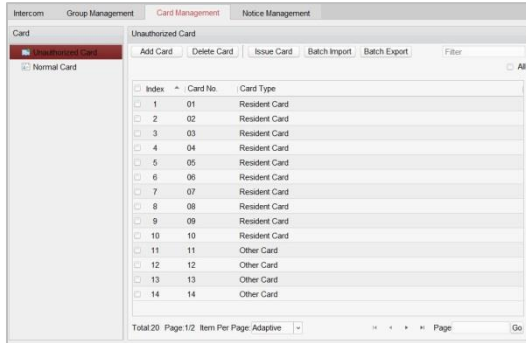 Intercom Group Management Card Management Notice Management
Card
Unauthorized Card
Normal Card
Unauthorized Card
Add Card Delete Card Issue Card Batch Import Batch Export Filter
All
Index Card No. Card Type
1 01 Resident Card
2 02 Resident Card
3 03 Resident Card
4 04 Resident Card
5 05 Resident Card
6 06 Resident Card
7 07 Resident Card
8 08 Resident Card
9 09 Resident Card
10 10 Resident Card
11 11 Other Card
12 12 Other Card
13 13 Other Card
14 14 Other Card
Total:20 Page:1/2 Item Per Page: Adaptive Page Go